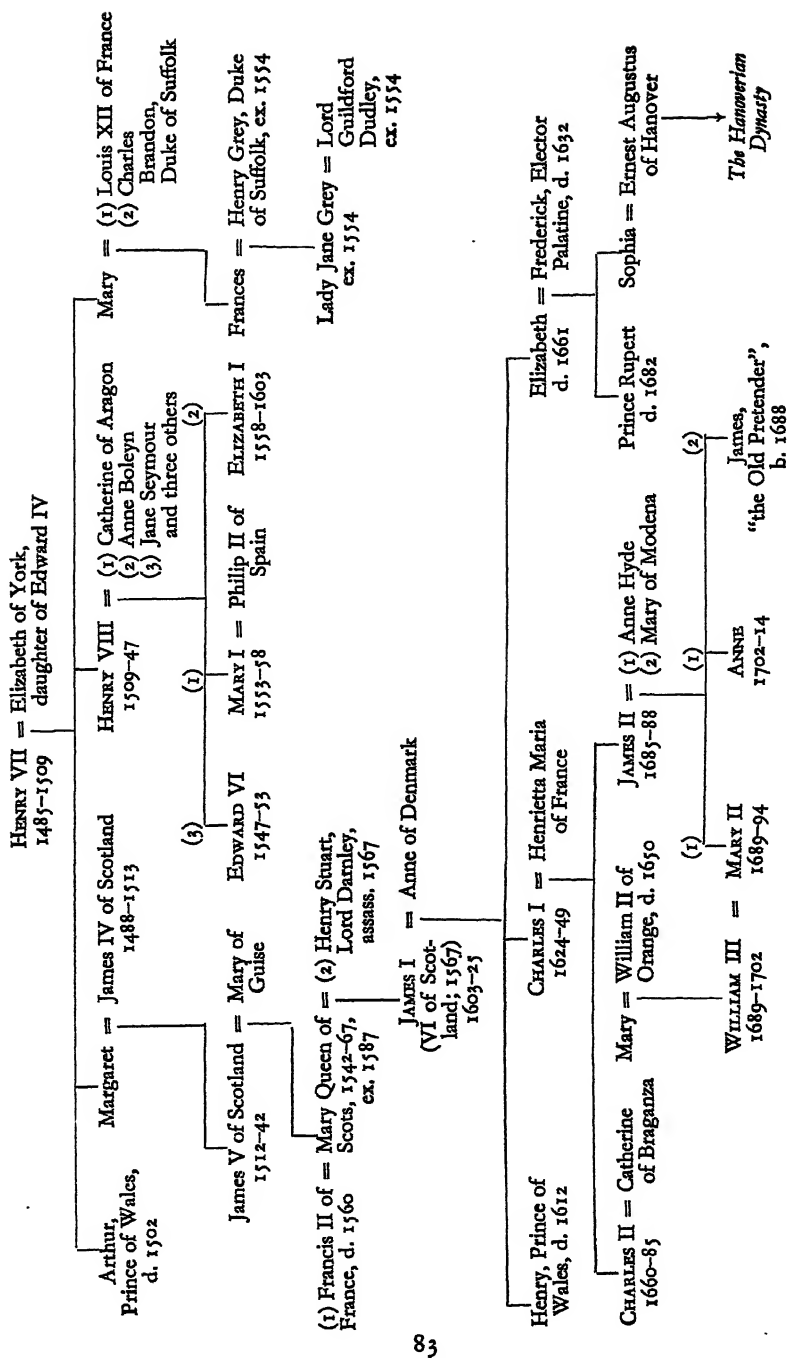 HENRY VII = Elizabeth of York,
1485–1509 daughter of Edward IV
Arthur,
Prince of Wales,
d. 1502
Margaret = James IV of Scotland
1488–1513
HENRY VIII = (1) Catherine of Aragon
1509–47 (2) Anne Boleyn
(3) Jane Seymour
and three others
Mary = (1) Louis XII of France
(2) Charles
Brandon,
Duke of Suffolk
James V of Scotland = Mary of
1512–42 Guise
(3)
EDWARD VI
1547–53
(1)
MARY I = Philip II of
1553–58 Spain
(2)
ELIZABETH I
1558–1603
Frances = Henry Grey, Duke
of Suffolk, ex. 1554
(1) Francis II of = Mary Queen of = (2) Henry Stuart,
France, d. 1560 Scots, 1542–67, Lord Darnley,
ex. 1587 assass. 1567
Lady Jane Grey = Lord
ex. 1554 Guildford
Dudley,
ex. 1554
JAMES I = Anne of Denmark
(VI of Scot-
land; 1567)
1603–25
Henry, Prince of
Wales, d. 1612
CHARLES I = Henrietta Maria
1624–49 of France
Elizabeth = Frederick, Elector
d. 1661 Palatine, d. 1632
CHARLES II = Catherine
1660–85 of Braganza
Mary = William II of
Orange, d. 1650
JAMES II = (1) Anne Hyde
1685–88 (2) Mary of Modena
Prince Rupert
d. 1682
Sophia = Ernest Augustus
of Hanover
WILLIAM III =
1689–1702
(1)
MARY II
1689–94
(1)
ANNE
1702–14
(2)
James,
"the Old Pretender",
b. 1688
The Hanoverian
Dynasty
83